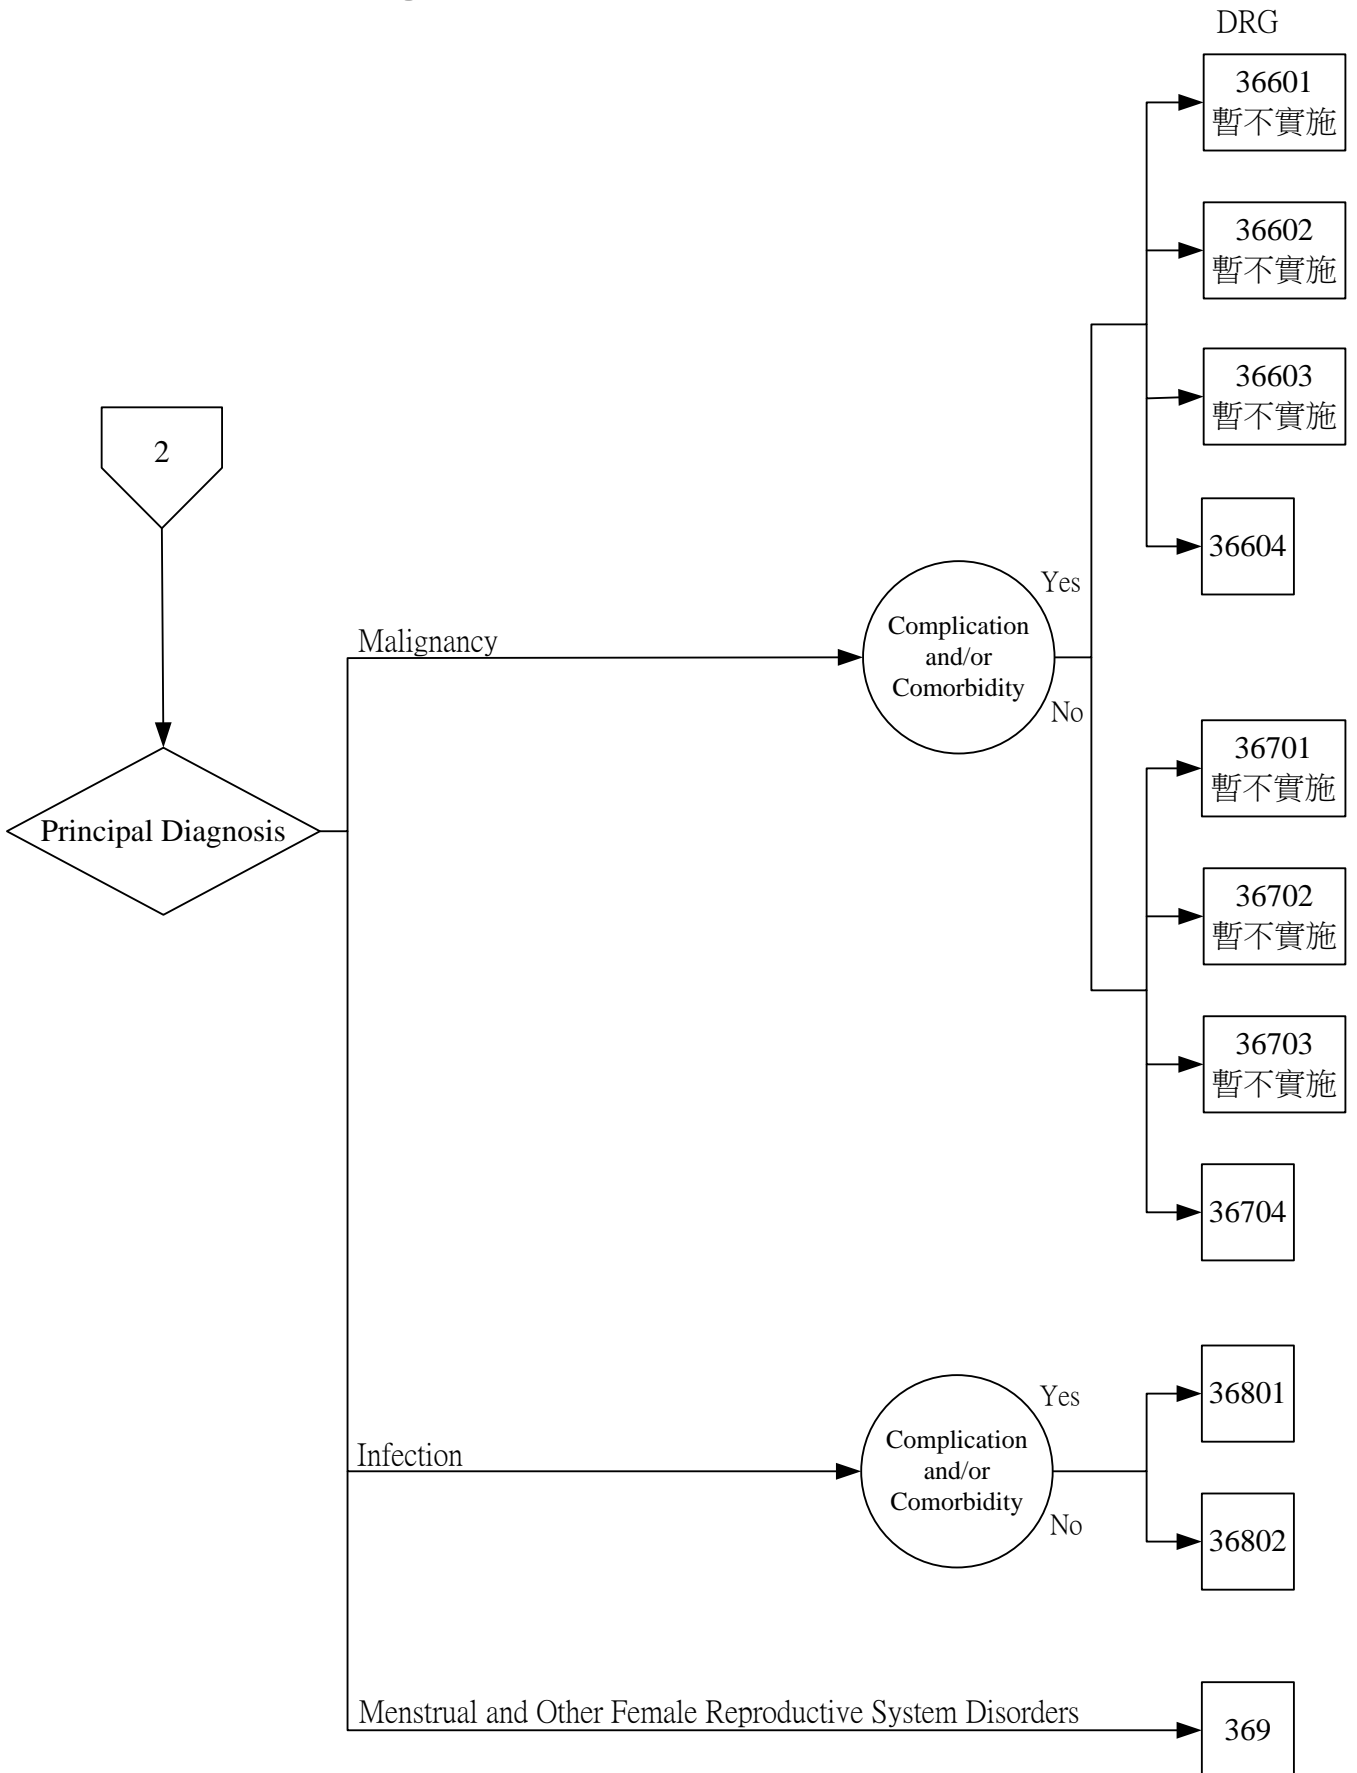 DRG
36601
暫不實施
36602
暫不實施
36603
暫不實施
2
36604
Yes
Complication
and/or
Comorbidity
Malignancy
No
36701
暫不實施
Principal Diagnosis
36702
暫不實施
36703
暫不實施
36704
Yes
36801
Complication
and/or
Comorbidity
Infection
No
36802
Menstrual and Other Female Reproductive System Disorders
369